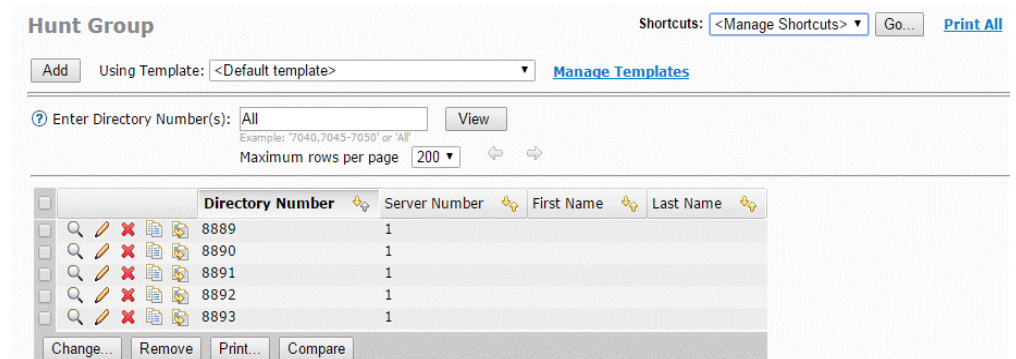 Hunt Group
Shortcuts: <Manage Shortcuts> Go... Print All
Add Using Template: <Default template> Manage Templates
Enter Directory Number(s): All View
Example: '7040,7045-7050' or 'All'
Maximum rows per page 200
Directory Number Server Number First Name Last Name
8889 1
8890 1
8891 1
8892 1
8893 1
Change... Remove Print... Compare